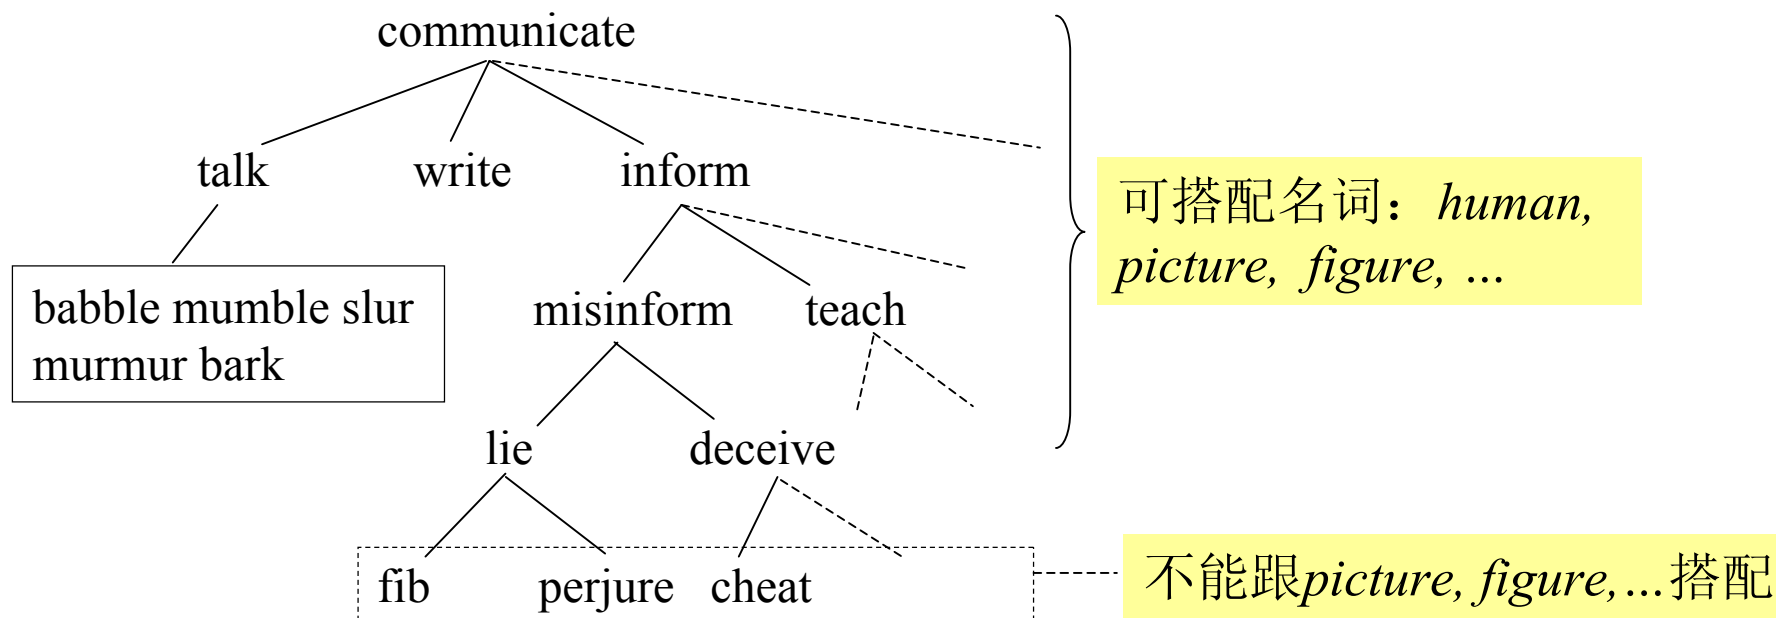 communicate
talk write inform
可搭配名词：human,
picture, figure, …
babble mumble slur
murmur bark
misinform teach
lie deceive
fib perjure cheat
不能跟picture, figure,…搭配